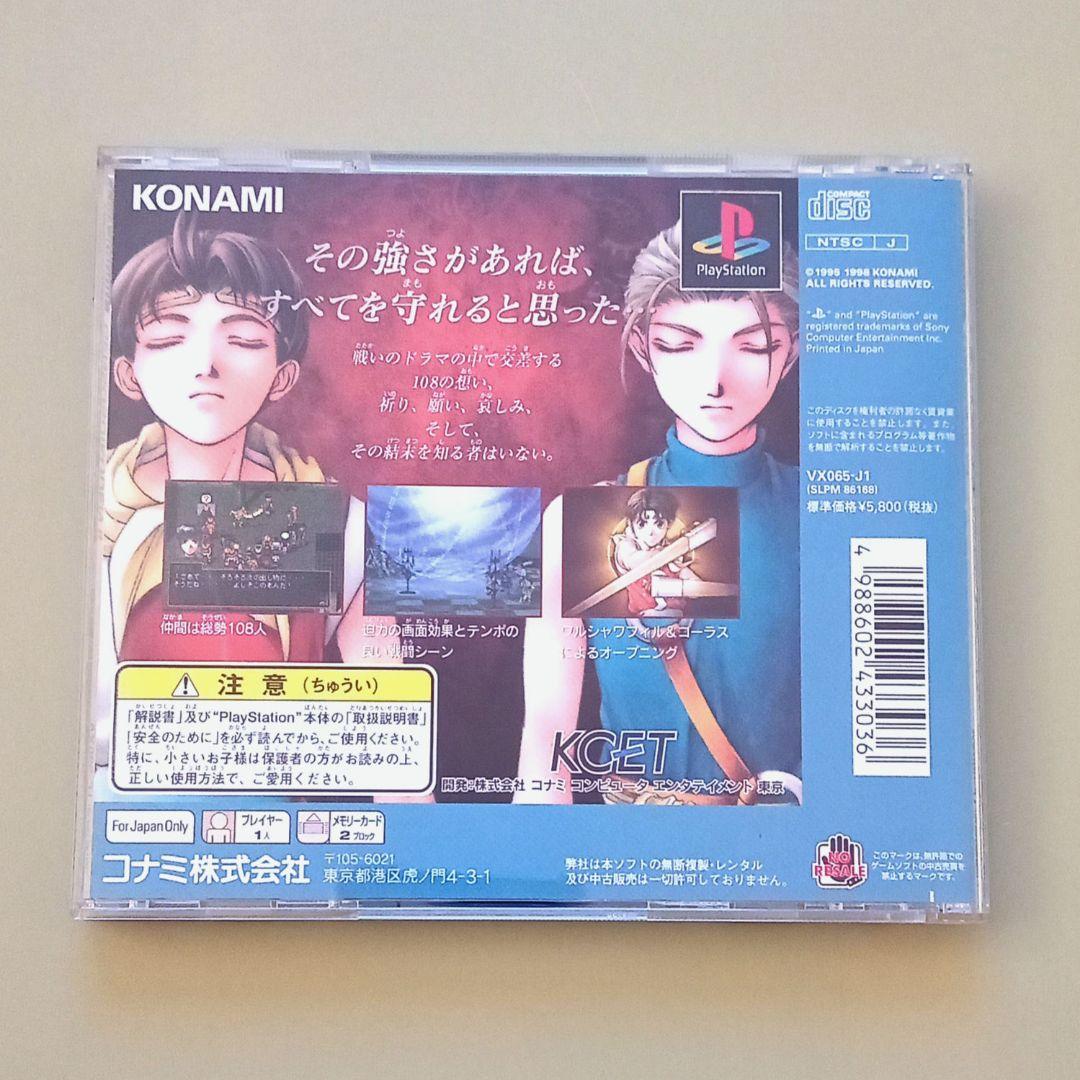 KONAMI
その強さがあれば、
すべてを守れると思った
戦いのドラマの中で交差する
108の想い、
祈り、願い、哀しみ、
そして、
その結末を知る者はいない。
仲間は総勢108人
迫力の画面効果とテンポの
良い戦闘シーン
ワルシャワフィル&コーラス
によるオープニング
注意(ちゅうい)
「解説書」及び“PlayStation”本体の「取扱説明書」
「安全のために」を必ず読んでから、ご使用ください。
特に、小さいお子様は保護者の方がお読みの上、
正しい使用方法で、ご愛用ください。
KCET
開発:株式会社 コナミ コンピュータ エンタテイメント 東京
For Japan Only
プレイヤー
1人
メモリーカード
2ブロック
コナミ株式会社
〒105-6021
東京都港区虎ノ門4-3-1
弊社は本ソフトの無断複製・レンタル
及び中古販売は一切許可しておりません。
PlayStation
COMPACT
disc
NTSC J
©1995 1998 KONAMI
ALL RIGHTS RESERVED.
" " and "PlayStation" are
registered trademarks of Sony
Computer Entertainment Inc.
Printed in Japan
このディスクを権利者の許諾なく賃貸業
に使用することを禁止します。また、
ソフトに含まれるプログラム等著作物
を無断で解析することも禁止します。
VX065-J1
(SLPM 86168)
標準価格¥5,800(税抜)
4 988602 433036
NO
RESALE
このマークは、無許諾での
ゲームソフトの中古売買を
禁止するマークです。